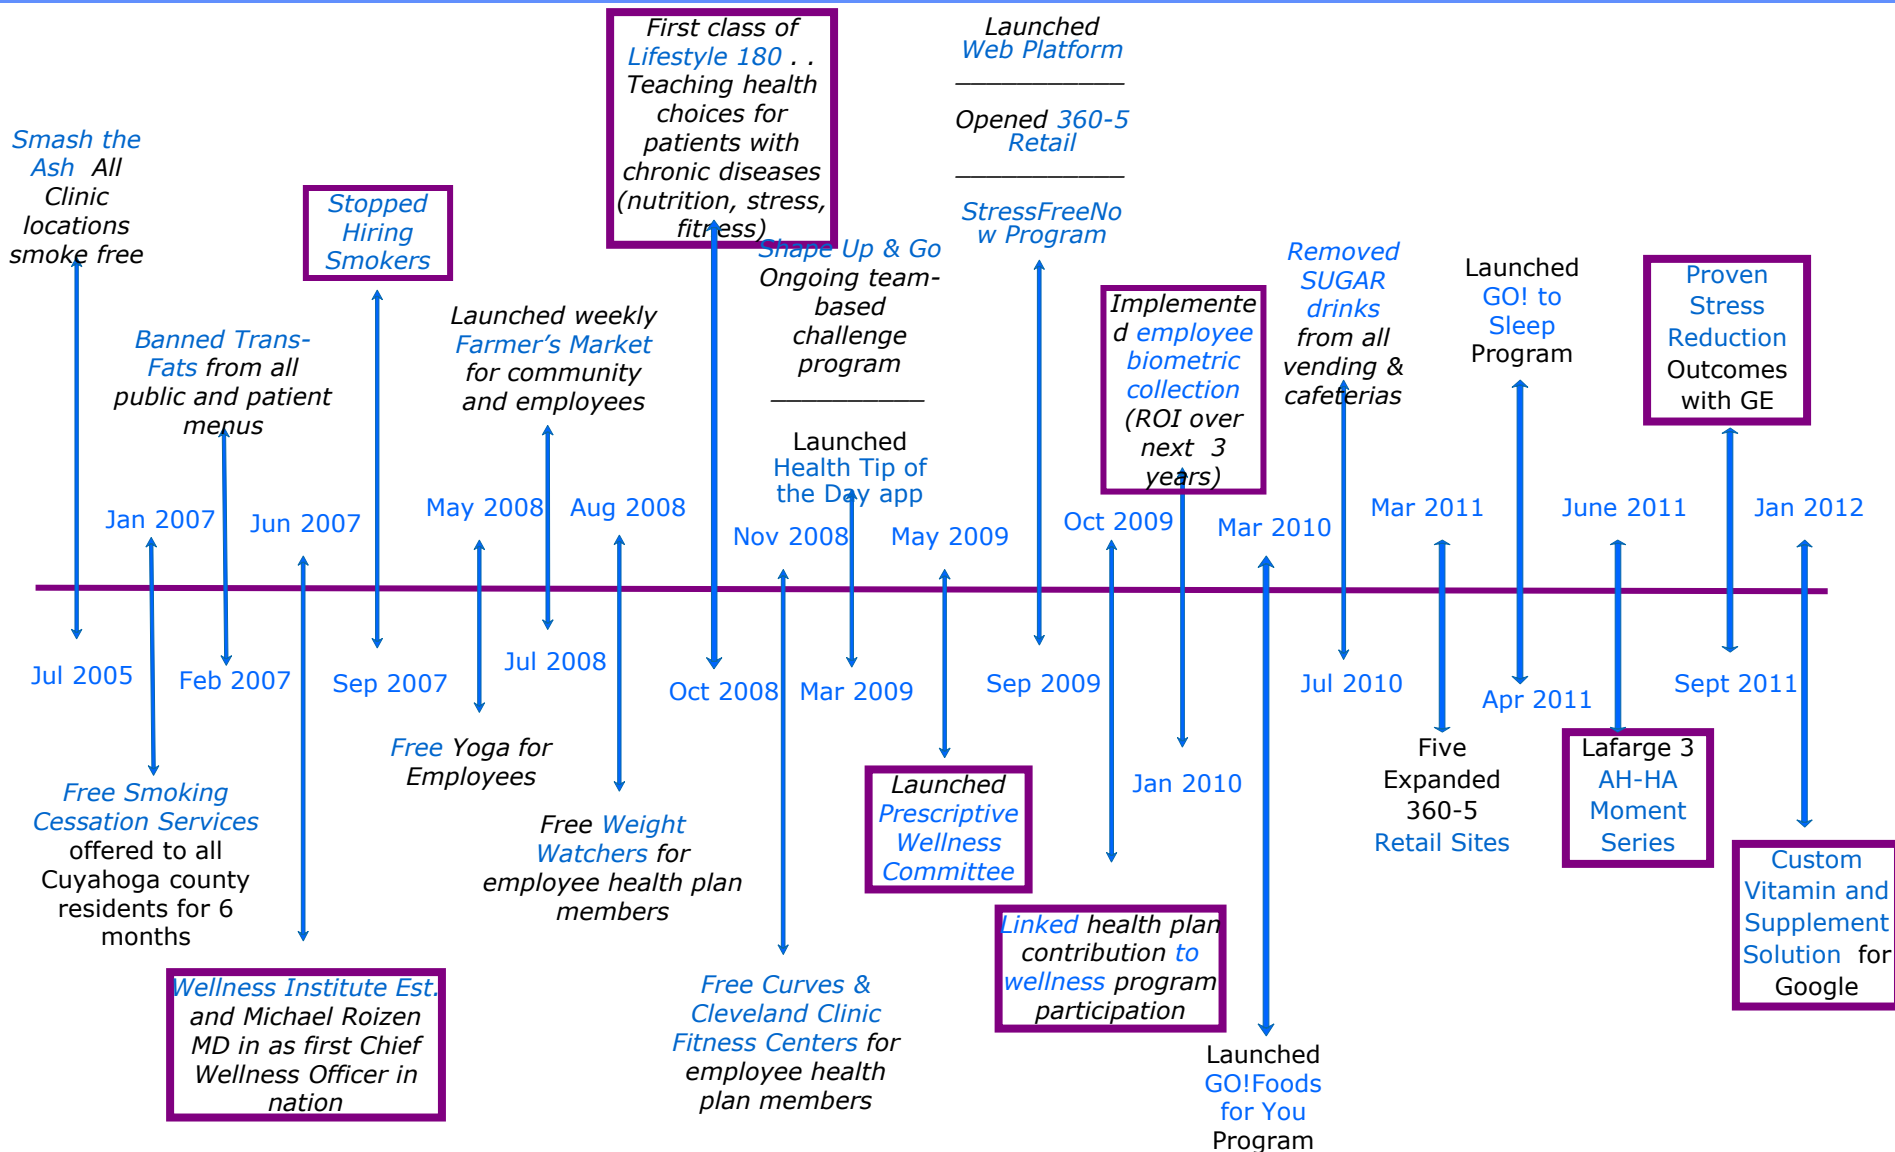 Smash the
Ash  All
Clinic
locations
smoke free
Jul 2005
Jan 2007
Free Smoking
Cessation Services
offered to all
Cuyahoga county
residents for 6
months
Banned Trans-
Fats from all
public and patient
menus
Feb 2007
Jun 2007
Wellness Institute Est.
and Michael Roizen
MD in as first Chief
Wellness Officer in
nation
Stopped
Hiring
Smokers
Sep 2007
May 2008
Free Yoga for
Employees
Launched weekly
Farmer’s Market
for community
and employees
Jul 2008
Aug 2008
Free Weight
Watchers for
employee health plan
members
First class of
Lifestyle 180 . .
Teaching health
choices for
patients with
chronic diseases
(nutrition, stress,
fitness)
Oct 2008
Nov 2008
Free Curves &
Cleveland Clinic
Fitness Centers for
employee health
plan members
Shape Up & Go
Ongoing team-
based
challenge
program
___________
Launched
Health Tip of
the Day app
Mar 2009
May 2009
Launched
Prescriptive
Wellness
Committee
Launched
Web Platform
____________
Opened 360-5
Retail
____________
StressFreeNo
w Program
Sep 2009
Oct 2009
Linked health plan
contribution to
wellness program
participation
Implemente
d employee
biometric
collection
(ROI over
next  3
years)
Jan 2010
Mar 2010
Launched
GO!Foods
for You
Program
Removed
SUGAR
drinks
from all
vending &
cafeterias
Jul 2010
Mar 2011
Five
Expanded
360-5
Retail Sites
Launched
GO! to
Sleep
Program
Apr 2011
June 2011
Lafarge 3
AH-HA
Moment
Series
Proven
Stress
Reduction
Outcomes
with GE
Sept 2011
Jan 2012
Custom
Vitamin and
Supplement
Solution  for
Google